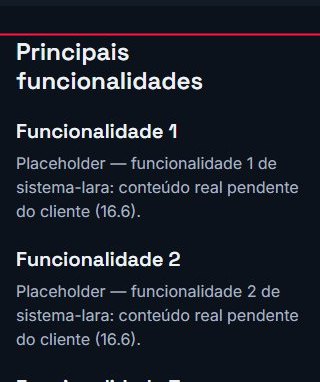 Principais
funcionalidades
Funcionalidade 1
Placeholder — funcionalidade 1 de
sistema-lara: conteúdo real pendente
do cliente (16.6).
Funcionalidade 2
Placeholder — funcionalidade 2 de
sistema-lara: conteúdo real pendente
do cliente (16.6).